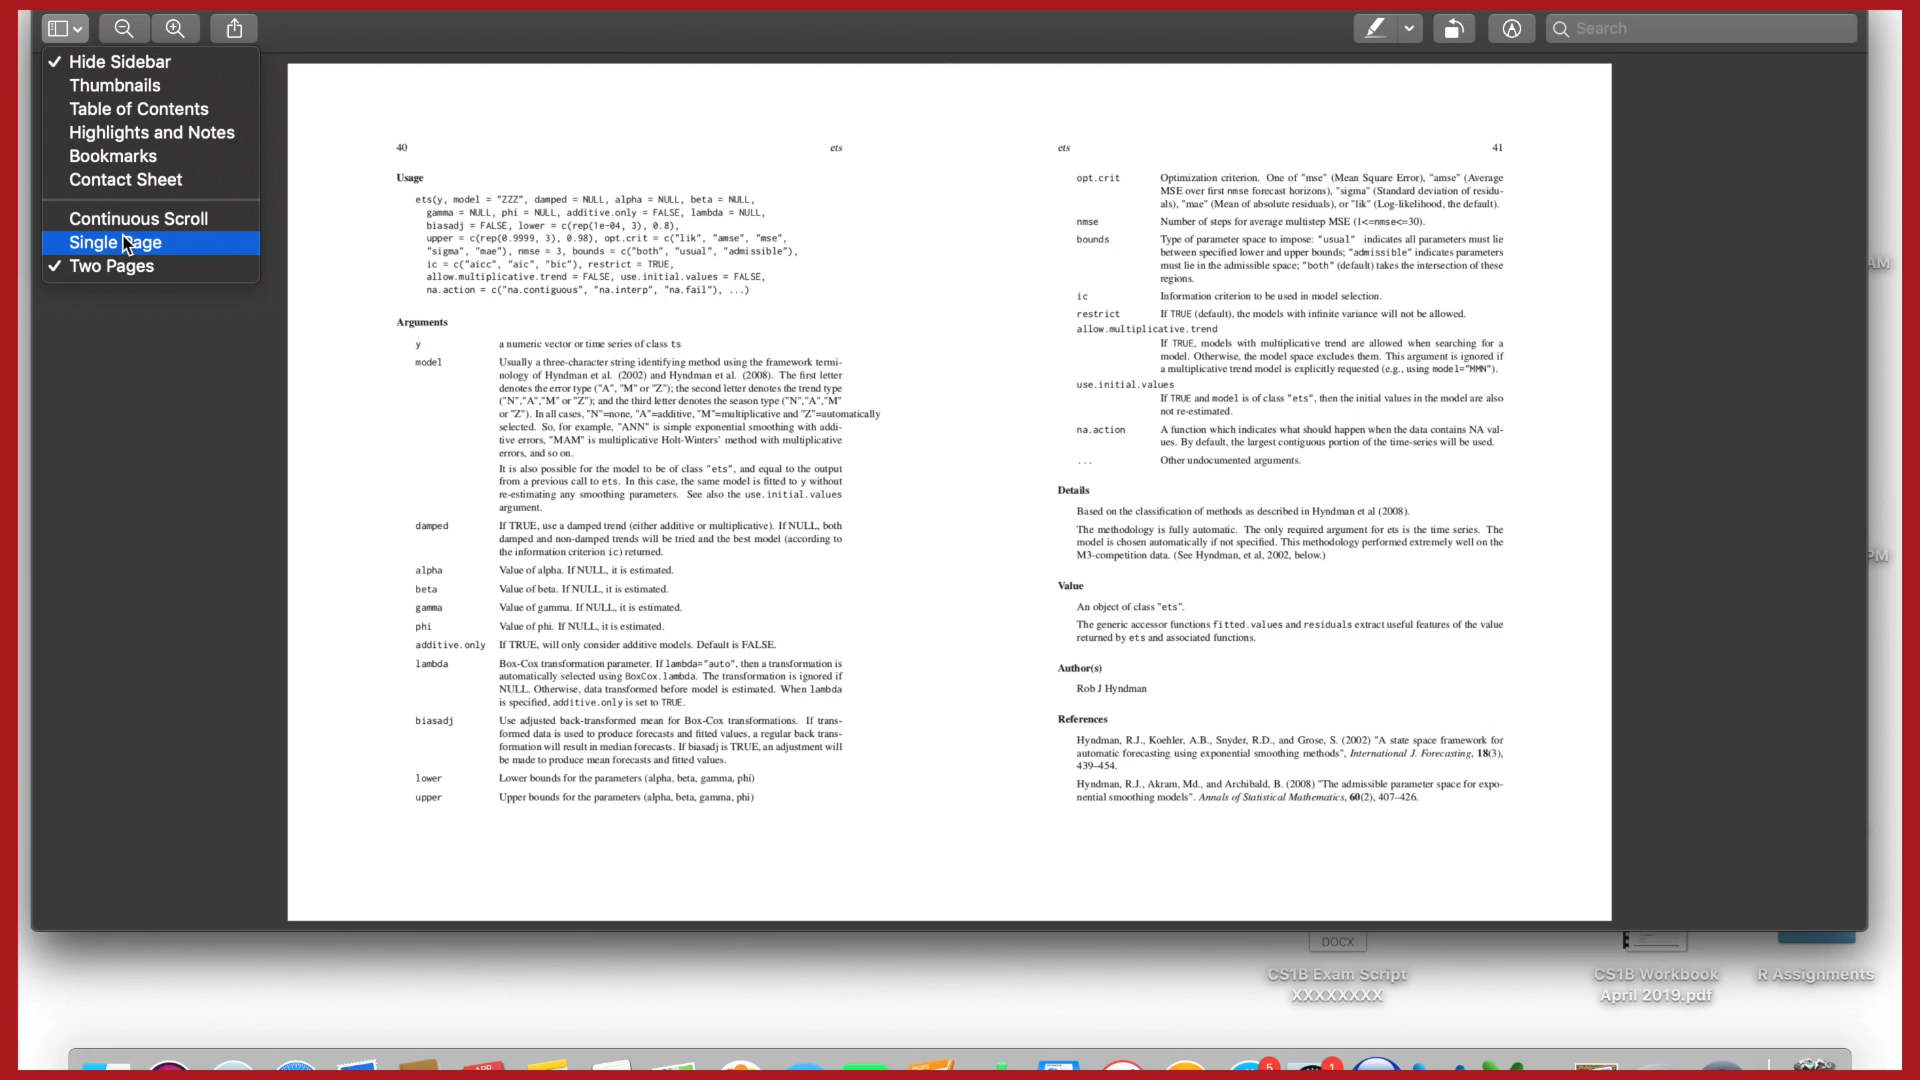 Search
✓ Hide Sidebar
Thumbnails
Table of Contents
Highlights and Notes
Bookmarks
Contact Sheet
Continuous Scroll
Single Page
✓ Two Pages
40 ets
Usage
ets(y, model = "ZZZ", damped = NULL, alpha = NULL, beta = NULL,
gamma = NULL, phi = NULL, additive.only = FALSE, lambda = NULL,
biasadj = FALSE, lower = c(rep(1e-04, 3), 0.8),
upper = c(rep(0.9999, 3), 0.98), opt.crit = c("lik", "amse", "mse",
"sigma", "mae"), nmse = 3, bounds = c("both", "usual", "admissible"),
ic = c("aicc", "aic", "bic"), restrict = TRUE,
allow.multiplicative.trend = FALSE, use.initial.values = FALSE,
na.action = c("na.contiguous", "na.interp", "na.fail"), ...)
Arguments
y a numeric vector or time series of class ts
model Usually a three-character string identifying method using the framework termi-
nology of Hyndman et al. (2002) and Hyndman et al. (2008). The first letter
denotes the error type ("A", "M" or "Z"); the second letter denotes the trend type
("N","A","M" or "Z"); and the third letter denotes the season type ("N","A","M"
or "Z"). In all cases, "N"=none, "A"=additive, "M"=multiplicative and "Z"=automatically
selected. So, for example, "ANN" is simple exponential smoothing with addi-
tive errors, "MAM" is multiplicative Holt-Winters' method with multiplicative
errors, and so on.
It is also possible for the model to be of class "ets", and equal to the output
from a previous call to ets. In this case, the same model is fitted to y without
re-estimating any smoothing parameters. See also the use.initial.values
argument.
damped If TRUE, use a damped trend (either additive or multiplicative). If NULL, both
damped and non-damped trends will be tried and the best model (according to
the information criterion ic) returned.
alpha Value of alpha. If NULL, it is estimated.
beta Value of beta. If NULL, it is estimated.
gamma Value of gamma. If NULL, it is estimated.
phi Value of phi. If NULL, it is estimated.
additive.only If TRUE, will only consider additive models. Default is FALSE.
lambda Box-Cox transformation parameter. If lambda="auto", then a transformation is
automatically selected using BoxCox.lambda. The transformation is ignored if
NULL. Otherwise, data transformed before model is estimated. When lambda
is specified, additive.only is set to TRUE.
biasadj Use adjusted back-transformed mean for Box-Cox transformations. If trans-
formed data is used to produce forecasts and fitted values, a regular back trans-
formation will result in median forecasts. If biasadj is TRUE, an adjustment will
be made to produce mean forecasts and fitted values.
lower Lower bounds for the parameters (alpha, beta, gamma, phi)
upper Upper bounds for the parameters (alpha, beta, gamma, phi)
ets 41
opt.crit Optimization criterion. One of "mse" (Mean Square Error), "amse" (Average
MSE over first nmse forecast horizons), "sigma" (Standard deviation of residu-
als), "mae" (Mean of absolute residuals), or "lik" (Log-likelihood, the default).
nmse Number of steps for average multistep MSE (1<=nmse<=30).
bounds Type of parameter space to impose: "usual" indicates all parameters must lie
between specified lower and upper bounds; "admissible" indicates parameters
must lie in the admissible space; "both" (default) takes the intersection of these
regions.
ic Information criterion to be used in model selection.
restrict If TRUE (default), the models with infinite variance will not be allowed.
allow.multiplicative.trend
If TRUE, models with multiplicative trend are allowed when searching for a
model. Otherwise, the model space excludes them. This argument is ignored if
a multiplicative trend model is explicitly requested (e.g., using model="MMN").
use.initial.values
If TRUE and model is of class "ets", then the initial values in the model are also
not re-estimated.
na.action A function which indicates what should happen when the data contains NA val-
ues. By default, the largest contiguous portion of the time-series will be used.
... Other undocumented arguments.
Details
Based on the classification of methods as described in Hyndman et al (2008).
The methodology is fully automatic. The only required argument for ets is the time series. The
model is chosen automatically if not specified. This methodology performed extremely well on the
M3-competition data. (See Hyndman, et al, 2002, below.)
Value
An object of class "ets".
The generic accessor functions fitted.values and residuals extract useful features of the value
returned by ets and associated functions.
Author(s)
Rob J Hyndman
References
Hyndman, R.J., Koehler, A.B., Snyder, R.D., and Grose, S. (2002) "A state space framework for
automatic forecasting using exponential smoothing methods", International J. Forecasting, 18(3),
439–454.
Hyndman, R.J., Akram, Md., and Archibald, B. (2008) "The admissible parameter space for expo-
nential smoothing models". Annals of Statistical Mathematics, 60(2), 407–426.
AM
PM
DOCX
CS1B Exam Script
XXXXXXXX
CS1B Workbook
April 2019.pdf
R Assignments
5
1